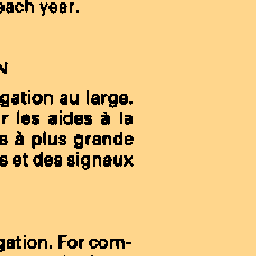 each year.
N
gation au large.
r les aides à la
s à plus grande
s et des signaux
gation. For com-